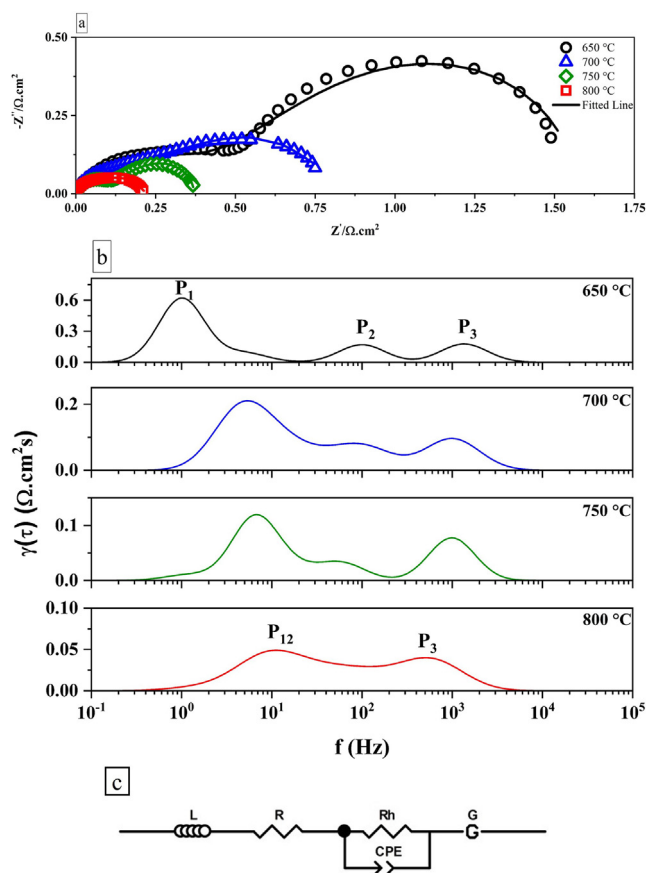 a
0.50
0.25
0.00
-Z''/Ω.cm²
650 °C
700 °C
750 °C
800 °C
Fitted Line
0.00 0.25 0.50 0.75 1.00 1.25 1.50 1.75
Z'/Ω.cm²
b
650 °C
P₁ P₂ P₃
0.6
0.3
0.0
700 °C
0.2
0.0
750 °C
0.1
0.0
800 °C
P₁₂ P₃
0.10
0.05
0.00
γ(τ) (Ω.cm²s)
10⁻¹ 10⁰ 10¹ 10² 10³ 10⁴ 10⁵
f (Hz)
c
L R Rh G
CPE
G